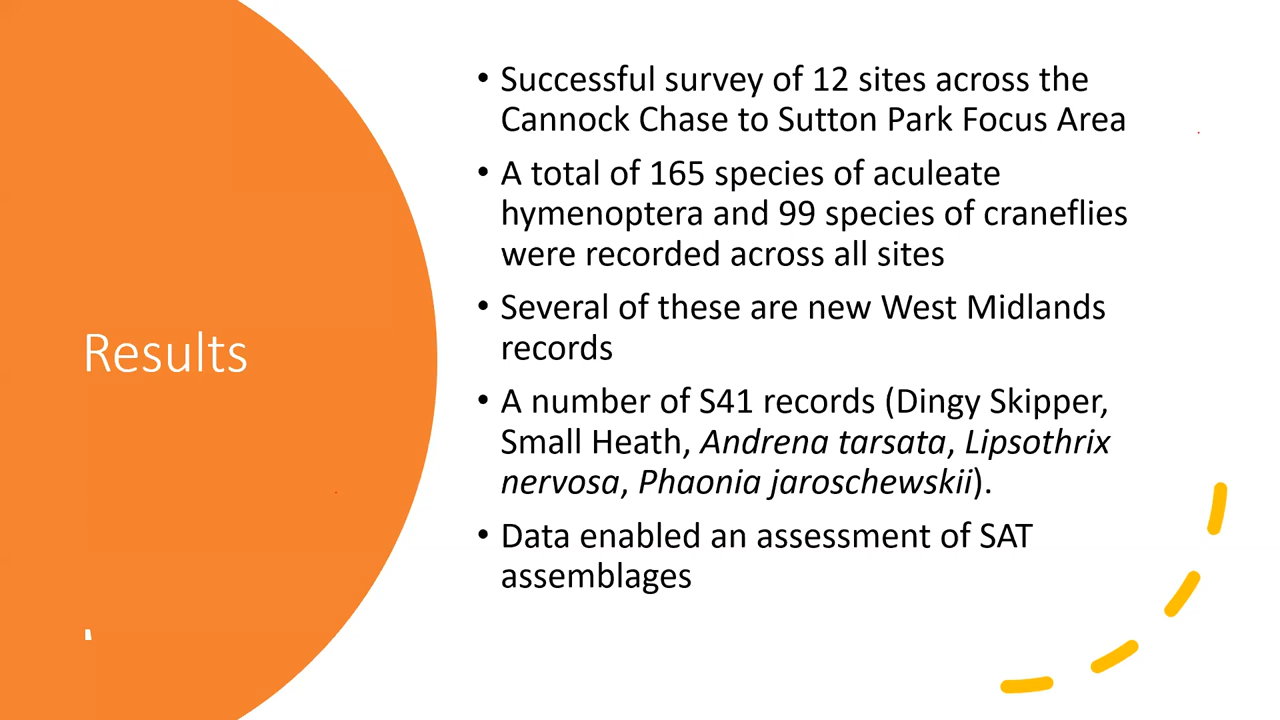 Results
• Successful survey of 12 sites across the
Cannock Chase to Sutton Park Focus Area
• A total of 165 species of aculeate
hymenoptera and 99 species of craneflies
were recorded across all sites
• Several of these are new West Midlands
records
• A number of S41 records (Dingy Skipper,
Small Heath, Andrena tarsata, Lipsothrix
nervosa, Phaonia jaroschewskii).
• Data enabled an assessment of SAT
assemblages